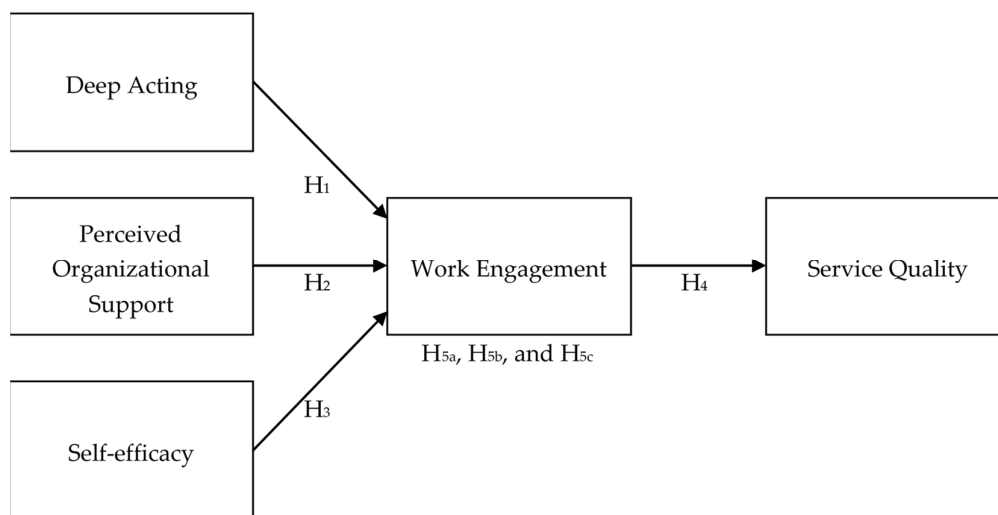 Deep Acting
H1
Perceived
Organizational
Support
H2
Work Engagement
H4
Service Quality
H5a, H5b, and H5c
H3
Self-efficacy